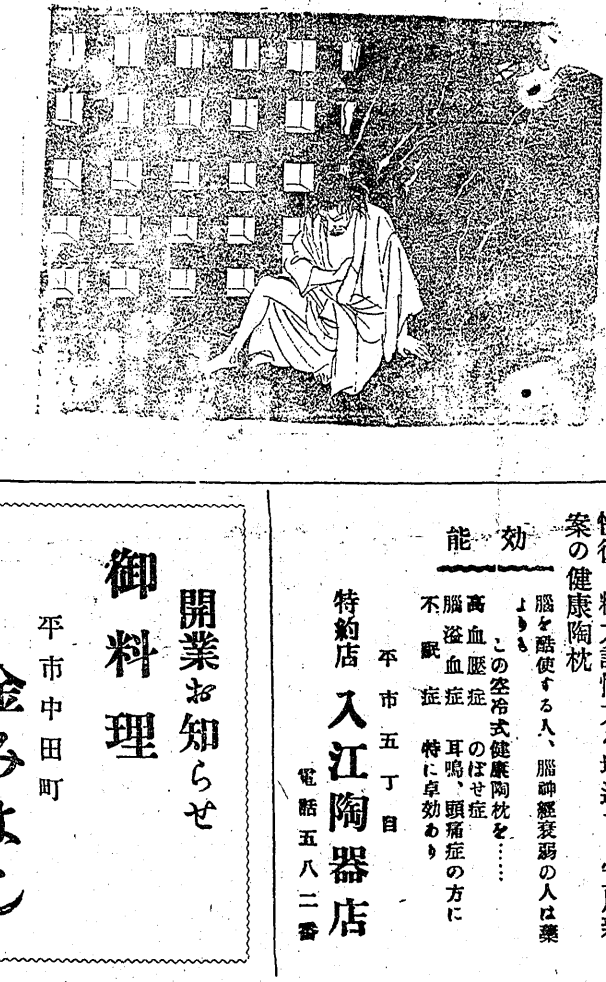 案の健康陶枕
効能
脳を酷使する人、脳神経衰弱の人は薬
よりも
この空冷式健康陶枕を……
高血壓症 のぼせ症
脳溢血症 耳鳴、頭痛症の方に
不眠症 特に卓効あり
平市五丁目
特約店 入江陶器店
電話五八二番
開業お知らせ
御料理
平市中田町